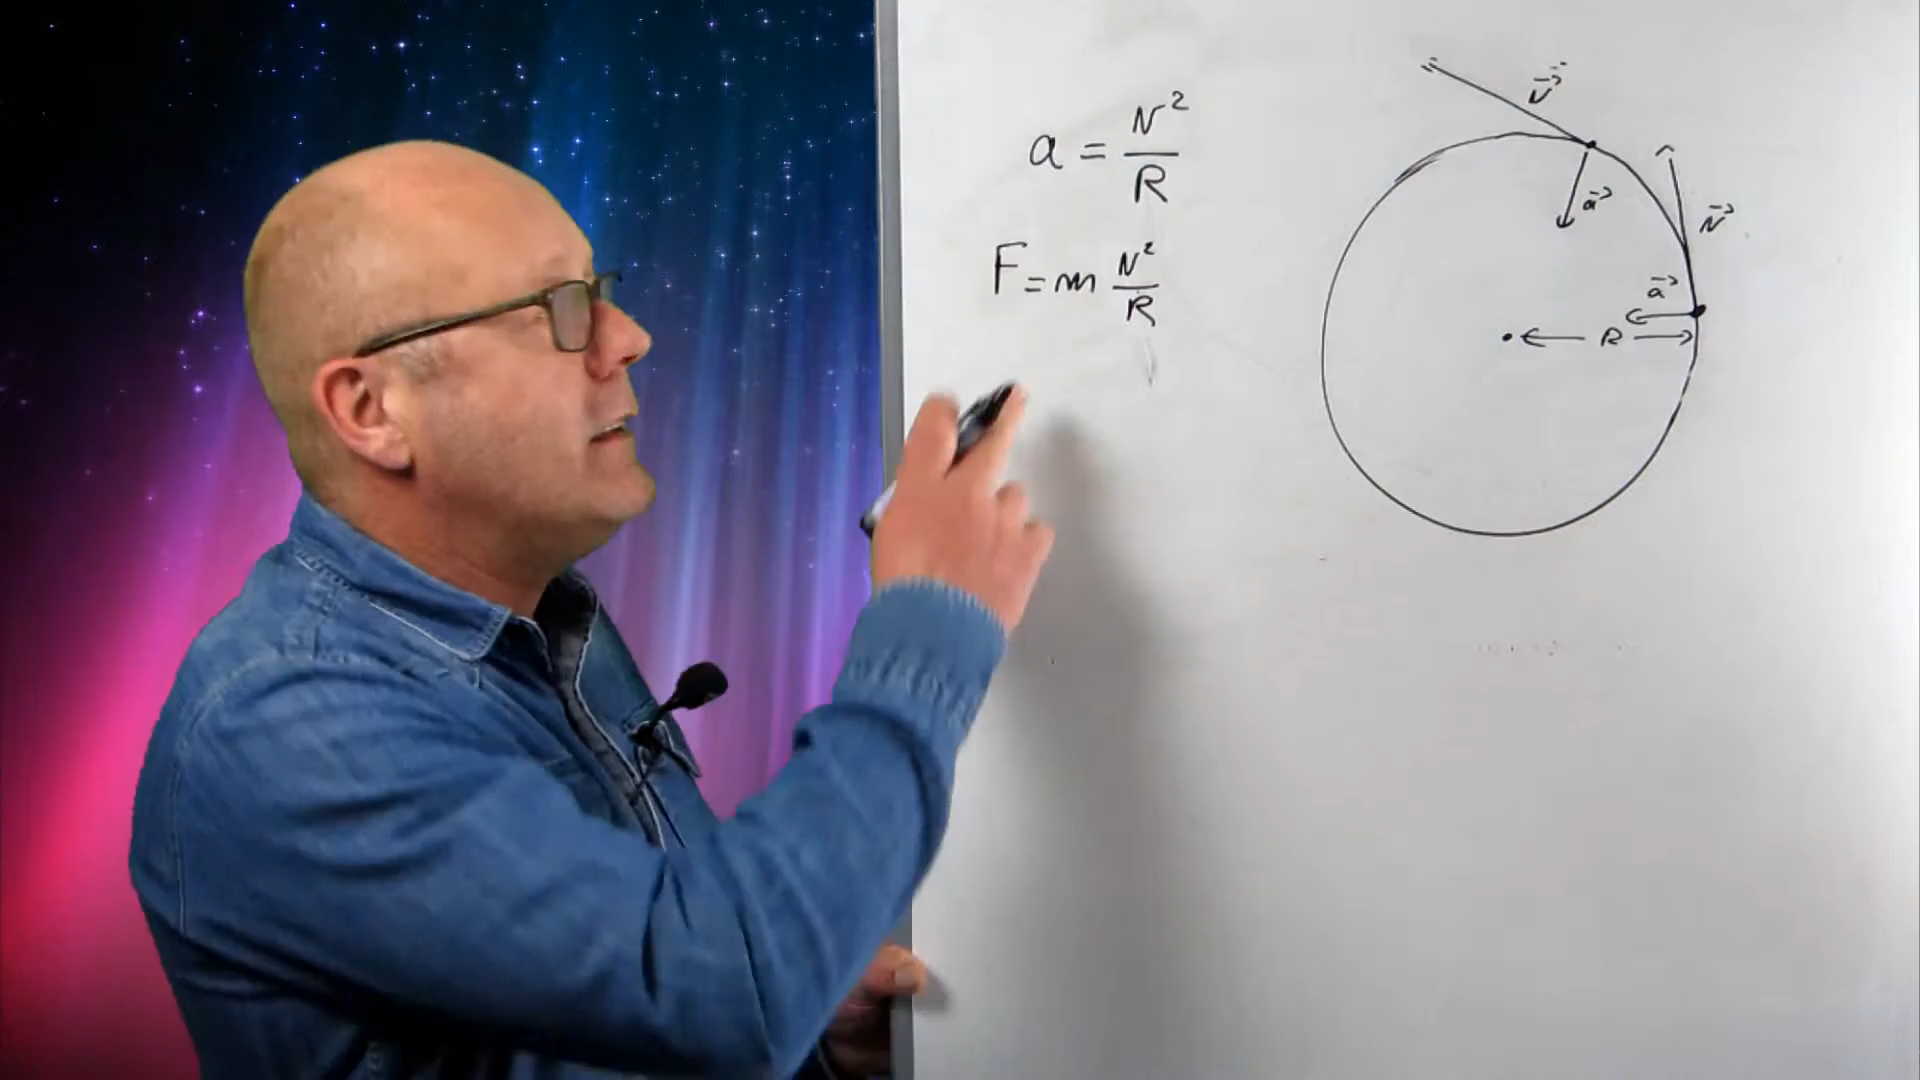 a = v²/R
F = m v²/R
v⃗
a⃗
v⃗
a⃗
R